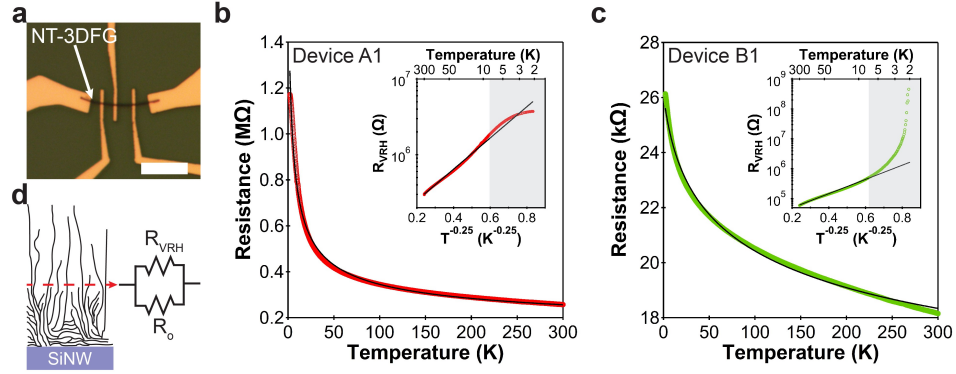 a
NT-3DFG
b
Device A1
Resistance (MΩ)
1.4
1.2
1.0
0.8
0.6
0.4
0.2
0 50 100 150 200 250 300
Temperature (K)
Temperature (K)
300 50 10 5 3 2
R_VRH (Ω)
10^7
10^6
0.2 0.4 0.6 0.8
T^-0.25 (K^-0.25)
c
Device B1
Resistance (kΩ)
28
26
24
22
20
18
0 50 100 150 200 250 300
Temperature (K)
Temperature (K)
300 50 10 5 3 2
R_VRH (Ω)
10^9
10^8
10^7
10^6
10^5
0.2 0.4 0.6 0.8
T^-0.25 (K^-0.25)
d
R_VRH
R_o
SiNW